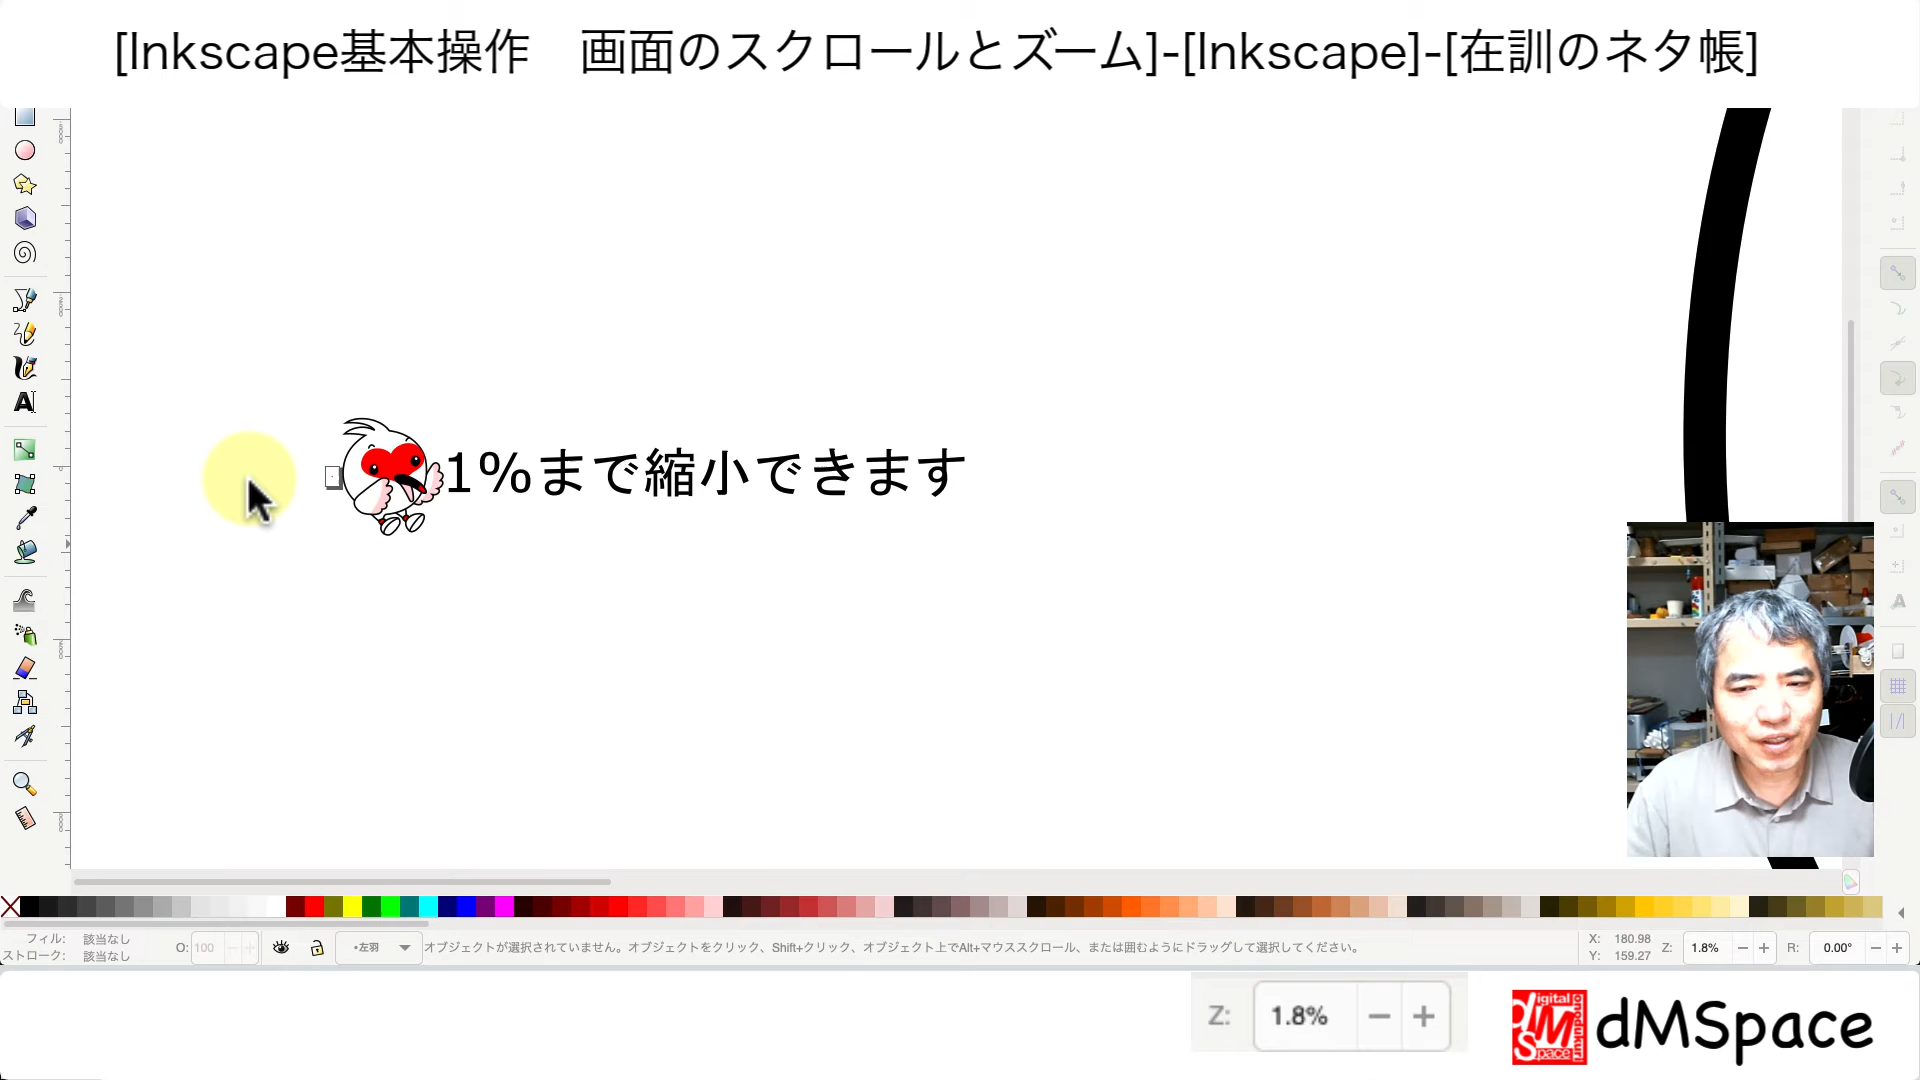 [Inkscape基本操作　画面のスクロールとズーム]-[Inkscape]-[在訓のネタ帳]
1%まで縮小できます
フィル: 該当なし
ストローク: 該当なし
O: 100
•左羽
オブジェクトが選択されていません。オブジェクトをクリック、Shift+クリック、オブジェクト上でAlt+マウススクロール、または囲むようにドラッグして選択してください。
X: 180.98
Y: 159.27
Z: 1.8%
R: 0.00°
Z: 1.8%
dMSpace